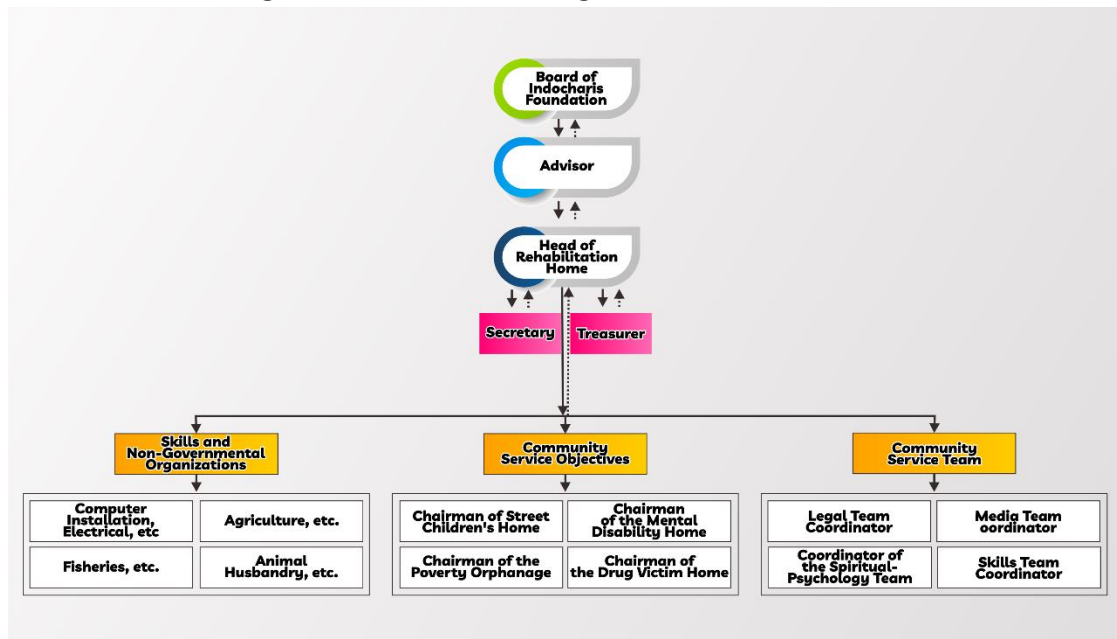 Board of
Indocharis
Foundation
Advisor
Head of
Rehabilitation
Home
Secretary
Treasurer
Skills and
Non-Governmental
Organizations
Community
Service Objectives
Community
Service Team
Computer
Installation,
Electrical, etc
Agriculture, etc.
Fisheries, etc.
Animal
Husbandry, etc.
Chairman of Street
Children's Home
Chairman
of the Mental
Disability Home
Chairman of the
Poverty Orphanage
Chairman of
the Drug Victim Home
Legal Team
Coordinator
Media Team
oordinator
Coordinator of
the Spiritual-
Psychology Team
Skills Team
Coordinator